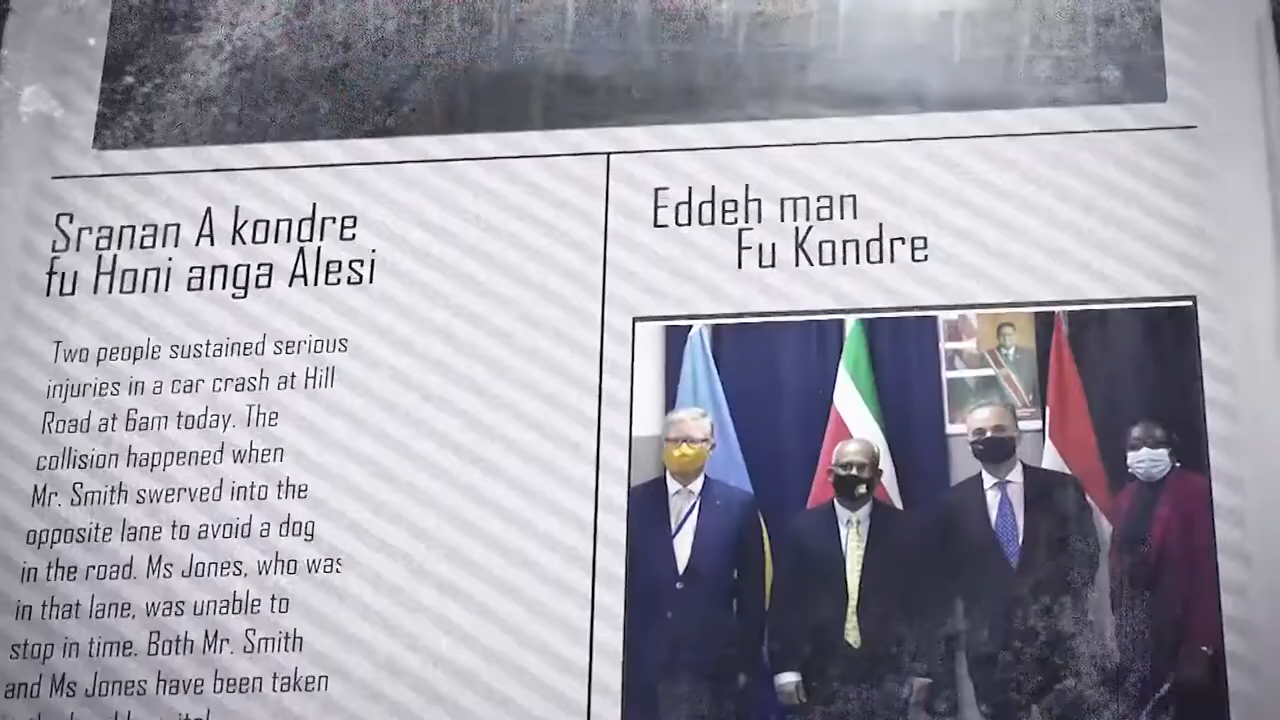 Sranan A kondre
fu Honi anga Alesi
Two people sustained serious
injuries in a car crash at Hill
Road at 6am today. The
collision happened when
Mr. Smith swerved into the
opposite lane to avoid a dog
in the road. Ms Jones, who was
in that lane, was unable to
stop in time. Both Mr. Smith
and Ms Jones have been taken
Eddeh man
Fu Kondre